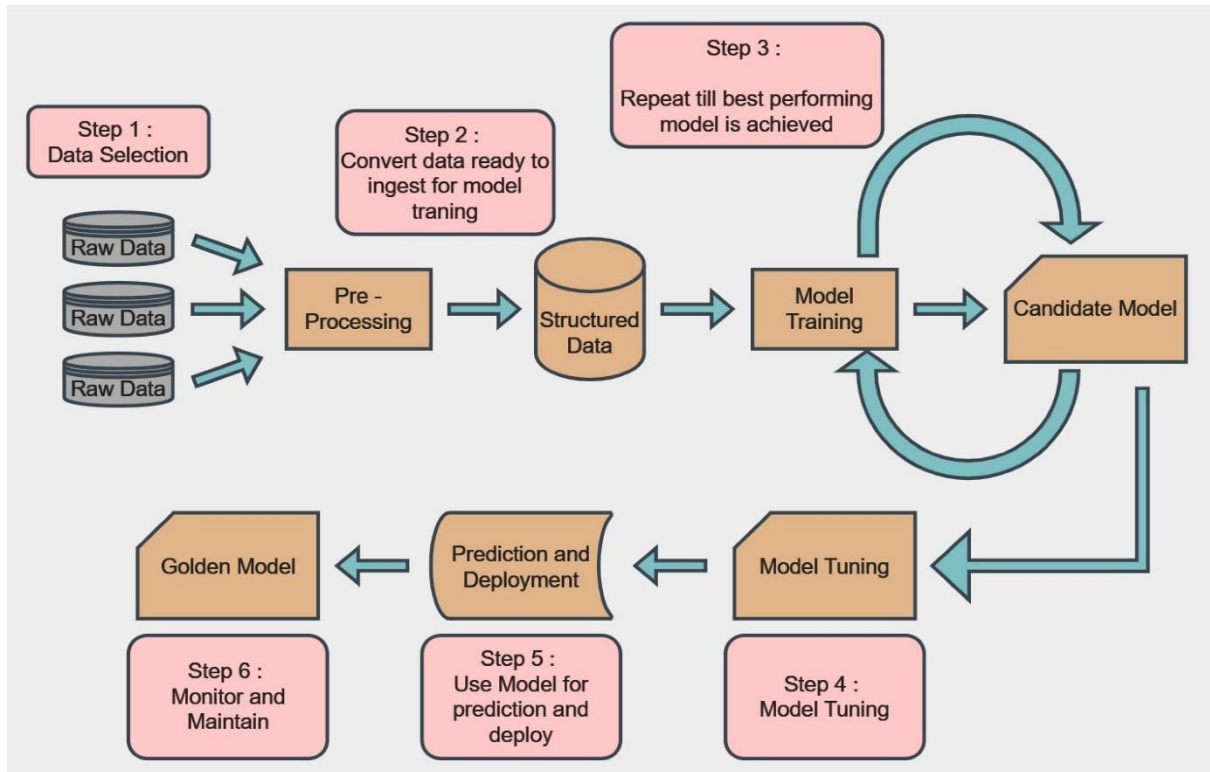 Step 1 :
Data Selection
Step 2 :
Convert data ready to
ingest for model
traning
Step 3 :
Repeat till best performing
model is achieved
Raw Data
Raw Data
Raw Data
Pre -
Processing
Structured
Data
Model
Training
Candidate Model
Golden Model
Prediction and
Deployment
Model Tuning
Step 6 :
Monitor and
Maintain
Step 5 :
Use Model for
prediction and
deploy
Step 4 :
Model Tuning